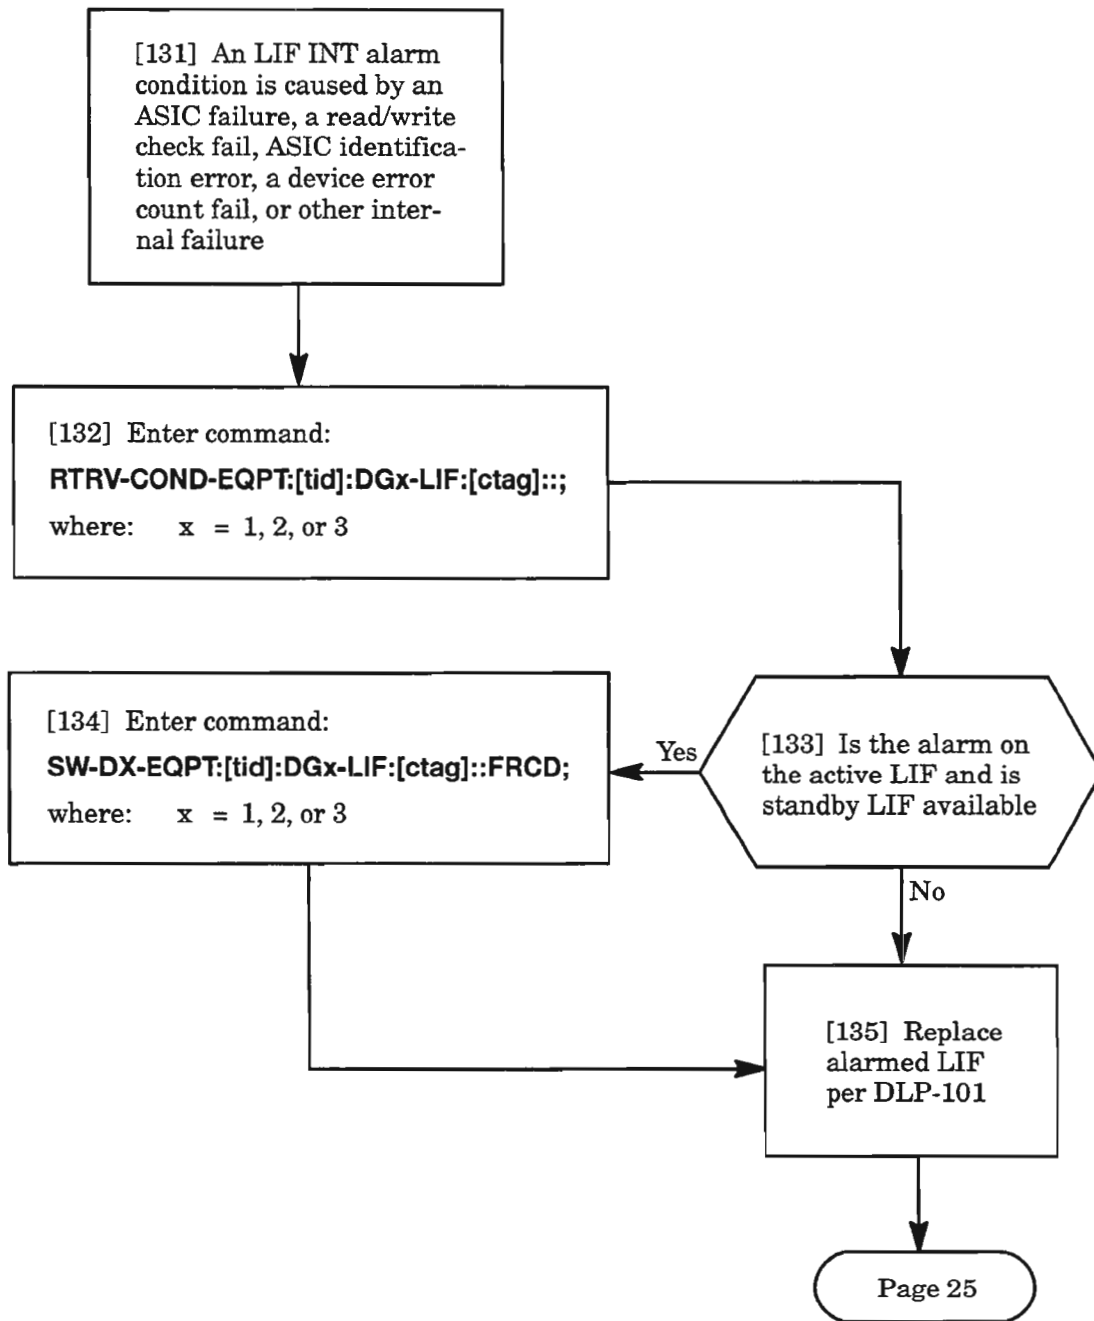 [131] An LIF INT alarm
condition is caused by an
ASIC failure, a read/write
check fail, ASIC identifica-
tion error, a device error
count fail, or other inter-
nal failure
[132] Enter command:
RTRV-COND-EQPT:[tid]:DGx-LIF:[ctag]::;
where: x = 1, 2, or 3
[133] Is the alarm on
the active LIF and is
standby LIF available
Yes
[134] Enter command:
SW-DX-EQPT:[tid]:DGx-LIF:[ctag]::FRCD;
where: x = 1, 2, or 3
No
[135] Replace
alarmed LIF
per DLP-101
Page 25